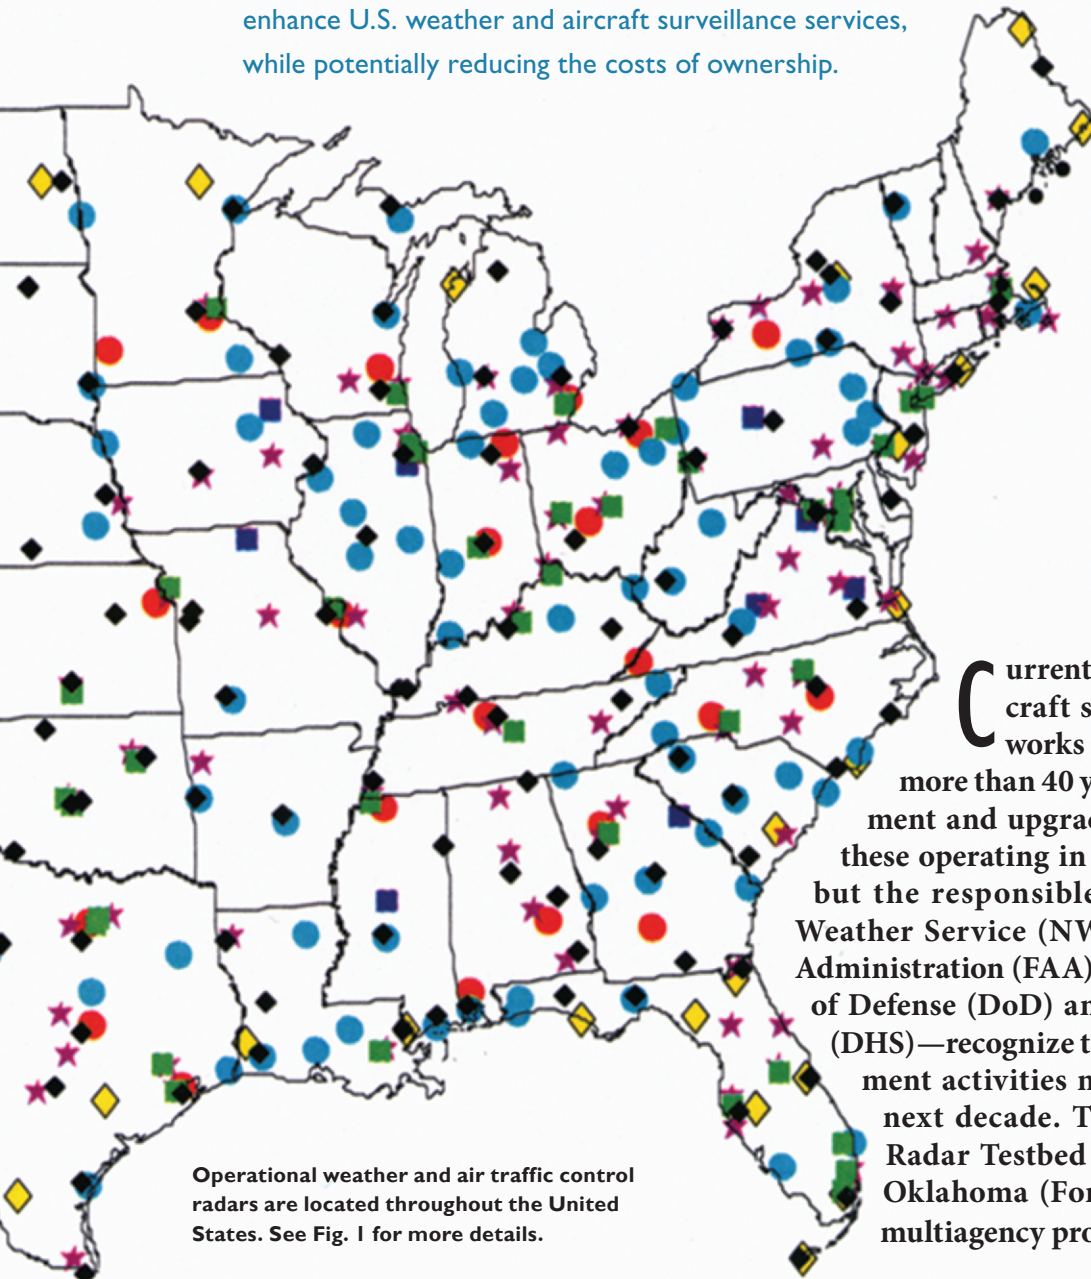 enhance U.S. weather and aircraft surveillance services,
while potentially reducing the costs of ownership.
Current
craft s
works
more than 40 y
ment and upgra
these operating in
but the responsible
Weather Service (NW
Administration (FAA)
of Defense (DoD) an
(DHS)—recognize t
ment activities n
next decade. T
Radar Testbed
Oklahoma (For
multiagency pro
Operational weather and air traffic control
radars are located throughout the United
States. See Fig. 1 for more details.